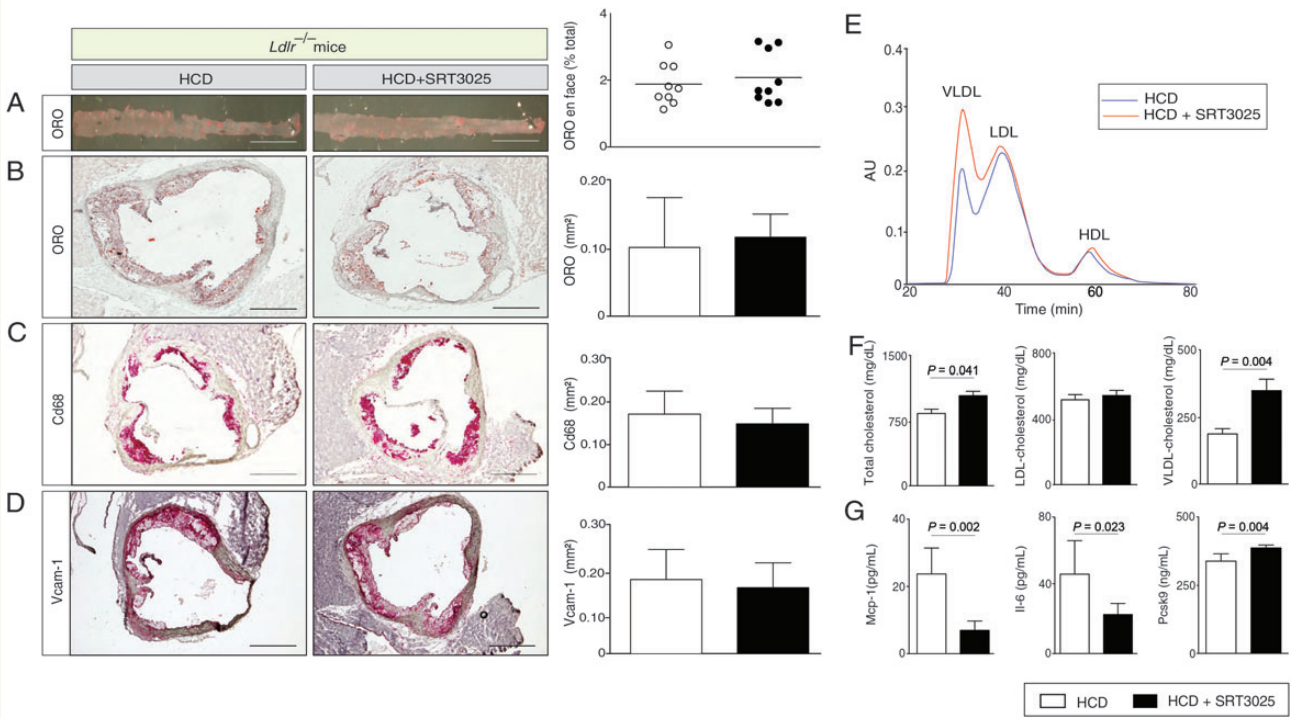 Ldlr−/− mice
HCD
HCD+SRT3025
A
ORO
ORO en face (% total)
4
2
0
B
ORO
ORO (mm²)
0.20
0.10
0
C
Cd68
Cd68 (mm²)
0.30
0.20
0.10
0
D
Vcam-1
Vcam-1 (mm²)
0.30
0.20
0.10
0
E
AU
0.4
0.3
0.2
0.1
0
VLDL
LDL
HDL
HCD
HCD + SRT3025
20
40
60
80
Time (min)
F
Total cholesterol (mg/dL)
1500
750
0
P = 0.041
LDL-cholesterol (mg/dL)
800
400
0
VLDL-cholesterol (mg/dL)
500
250
0
P = 0.004
G
Mcp-1(pg/mL)
40
20
0
P = 0.002
Il-6 (pg/mL)
80
40
0
P = 0.023
Pcsk9 (pg/mL)
500
250
0
P = 0.004
HCD
HCD + SRT3025